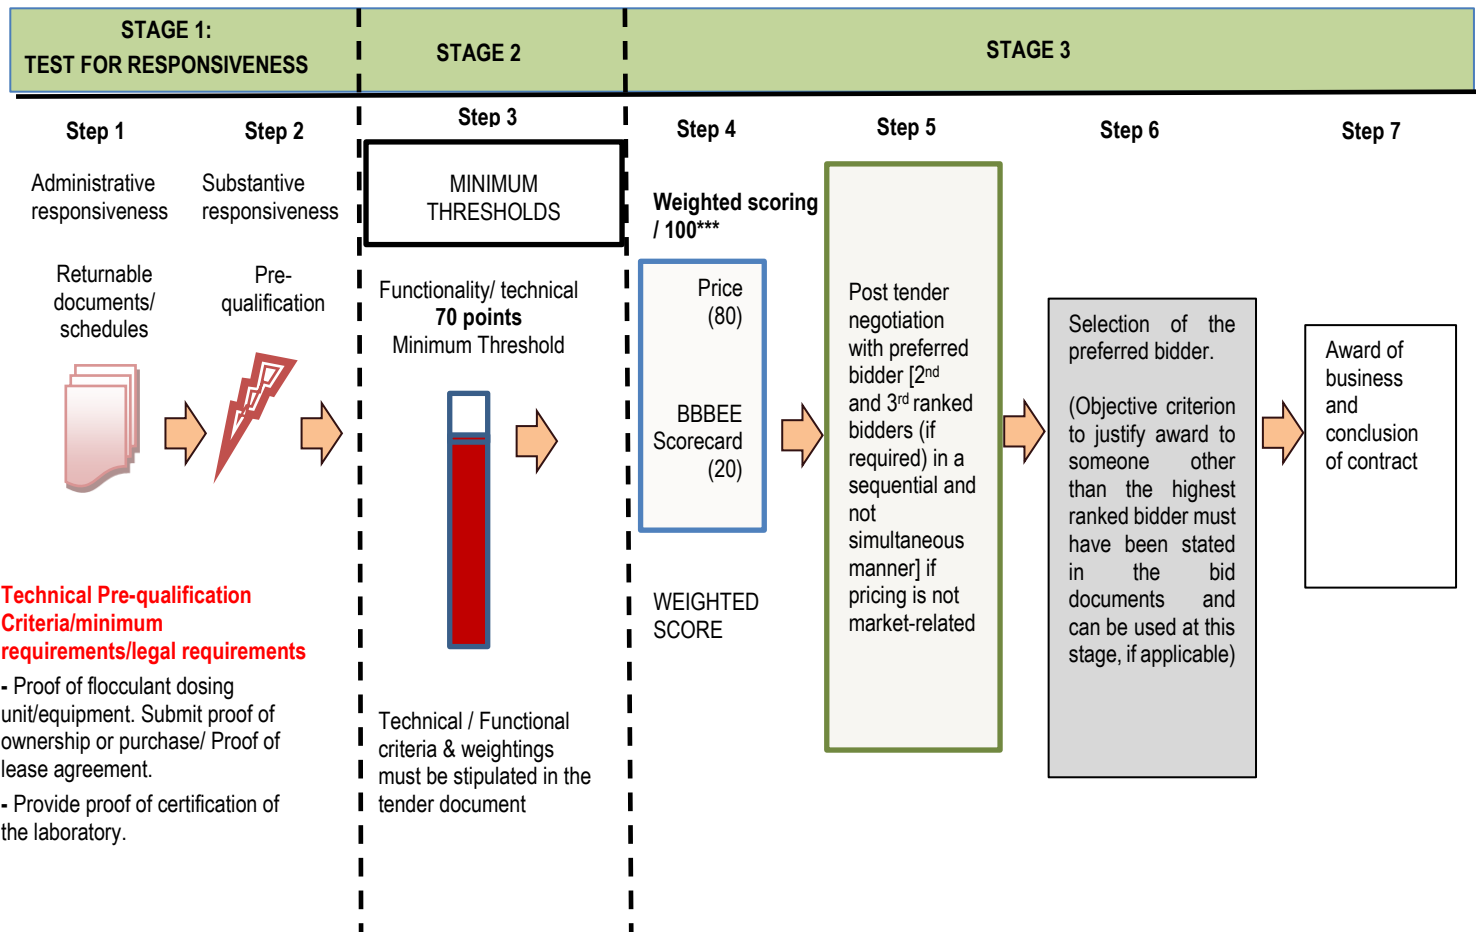 STAGE 1:
TEST FOR RESPONSIVENESS
STAGE 2
STAGE 3
Step 1
Step 2
Step 3
Step 4
Step 5
Step 6
Step 7
Administrative
responsiveness
Returnable
documents/
schedules
Substantive
responsiveness
Pre-
qualification
Technical Pre-qualification
Criteria/minimum
requirements/legal requirements
- Proof of flocculant dosing
unit/equipment. Submit proof of
ownership or purchase/ Proof of
lease agreement.
- Provide proof of certification of
the laboratory.
MINIMUM
THRESHOLDS
Functionality/ technical
70 points
Minimum Threshold
Technical / Functional
criteria & weightings
must be stipulated in the
tender document
Weighted scoring
/ 100***
Price
(80)
BBBEE
Scorecard
(20)
WEIGHTED
SCORE
Post tender
negotiation
with preferred
bidder [2nd
and 3rd ranked
bidders (if
required) in a
sequential and
not
simultaneous
manner] if
pricing is not
market-related
Selection of the
preferred bidder.
(Objective criterion
to justify award to
someone other
than the highest
ranked bidder must
have been stated
in the bid
documents and
can be used at this
stage, if applicable)
Award of
business
and
conclusion
of contract